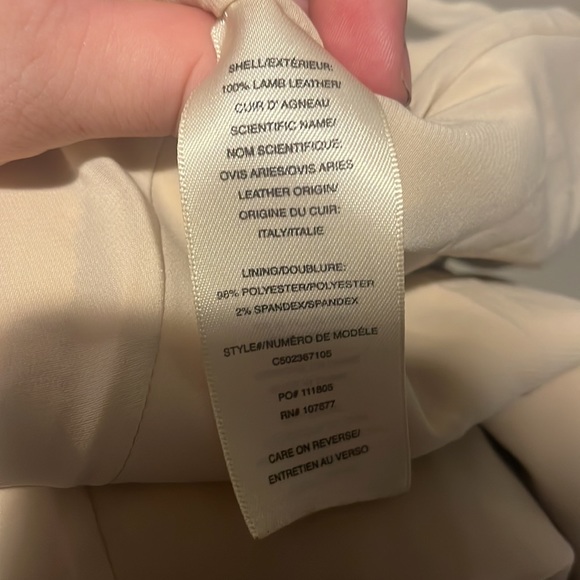 SHELL/EXTÉRIEUR:
100% LAMB LEATHER/
CUIR D'AGNEAU
SCIENTIFIC NAME/
NOM SCIENTIFIQUE:
OVIS ARIES/OVIS ARIES
LEATHER ORIGIN/
ORIGINE DU CUIR:
ITALY/ITALIE
LINING/DOUBLURE:
98% POLYESTER/POLYESTER
2% SPANDEX/SPANDEX
STYLE#/NUMÉRO DE MODÈLE
C502367105
PO# 111805
RN# 107877
CARE ON REVERSE/
ENTRETIEN AU VERSO